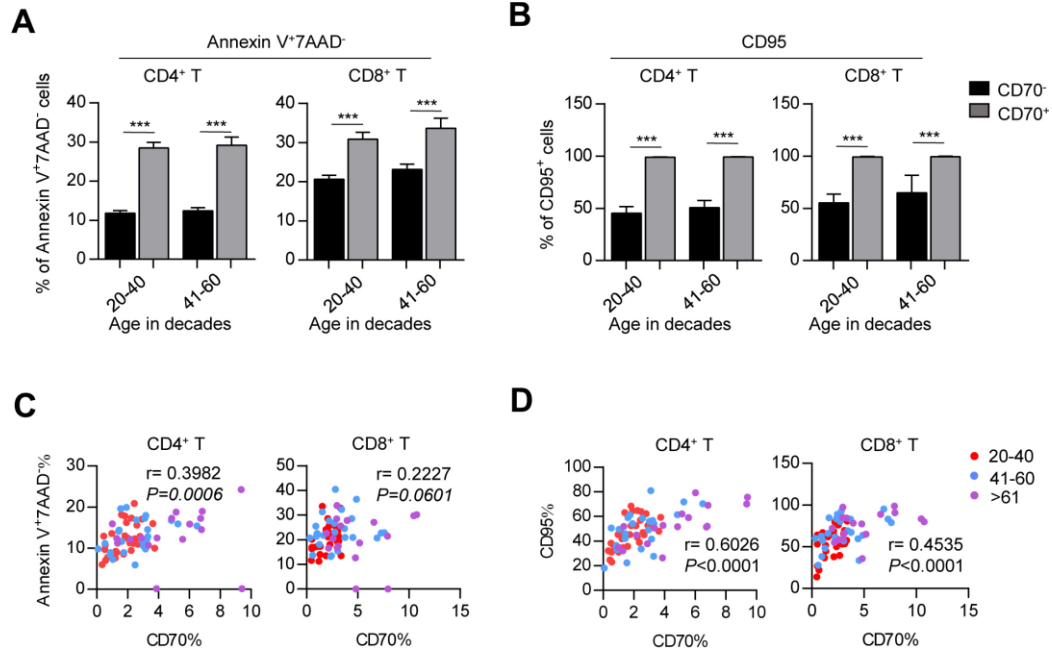 A
Annexin V⁺7AAD⁻
CD4⁺ T
CD8⁺ T
% of Annexin V⁺7AAD⁻ cells
40
30
20
10
0
***
***
20-40
41-60
Age in decades
40
30
20
10
0
***
***
20-40
41-60
Age in decades
B
CD95
CD4⁺ T
CD8⁺ T
% of CD95⁺ cells
150
100
50
0
***
***
20-40
41-60
Age in decades
150
100
50
0
***
***
20-40
41-60
Age in decades
CD70⁻
CD70⁺
C
CD4⁺ T
Annexin V⁺7AAD⁻%
30
20
10
0
r= 0.3982
P=0.0006
0 2 4 6 8 10
CD70%
CD8⁺ T
50
40
30
20
10
0
r= 0.2227
P=0.0601
0 5 10 15
CD70%
D
CD4⁺ T
CD95%
100
80
60
40
20
0
r= 0.6026
P<0.0001
0 2 4 6 8 10
CD70%
CD8⁺ T
150
100
50
0
r= 0.4535
P<0.0001
0 5 10 15
CD70%
20-40
41-60
>61